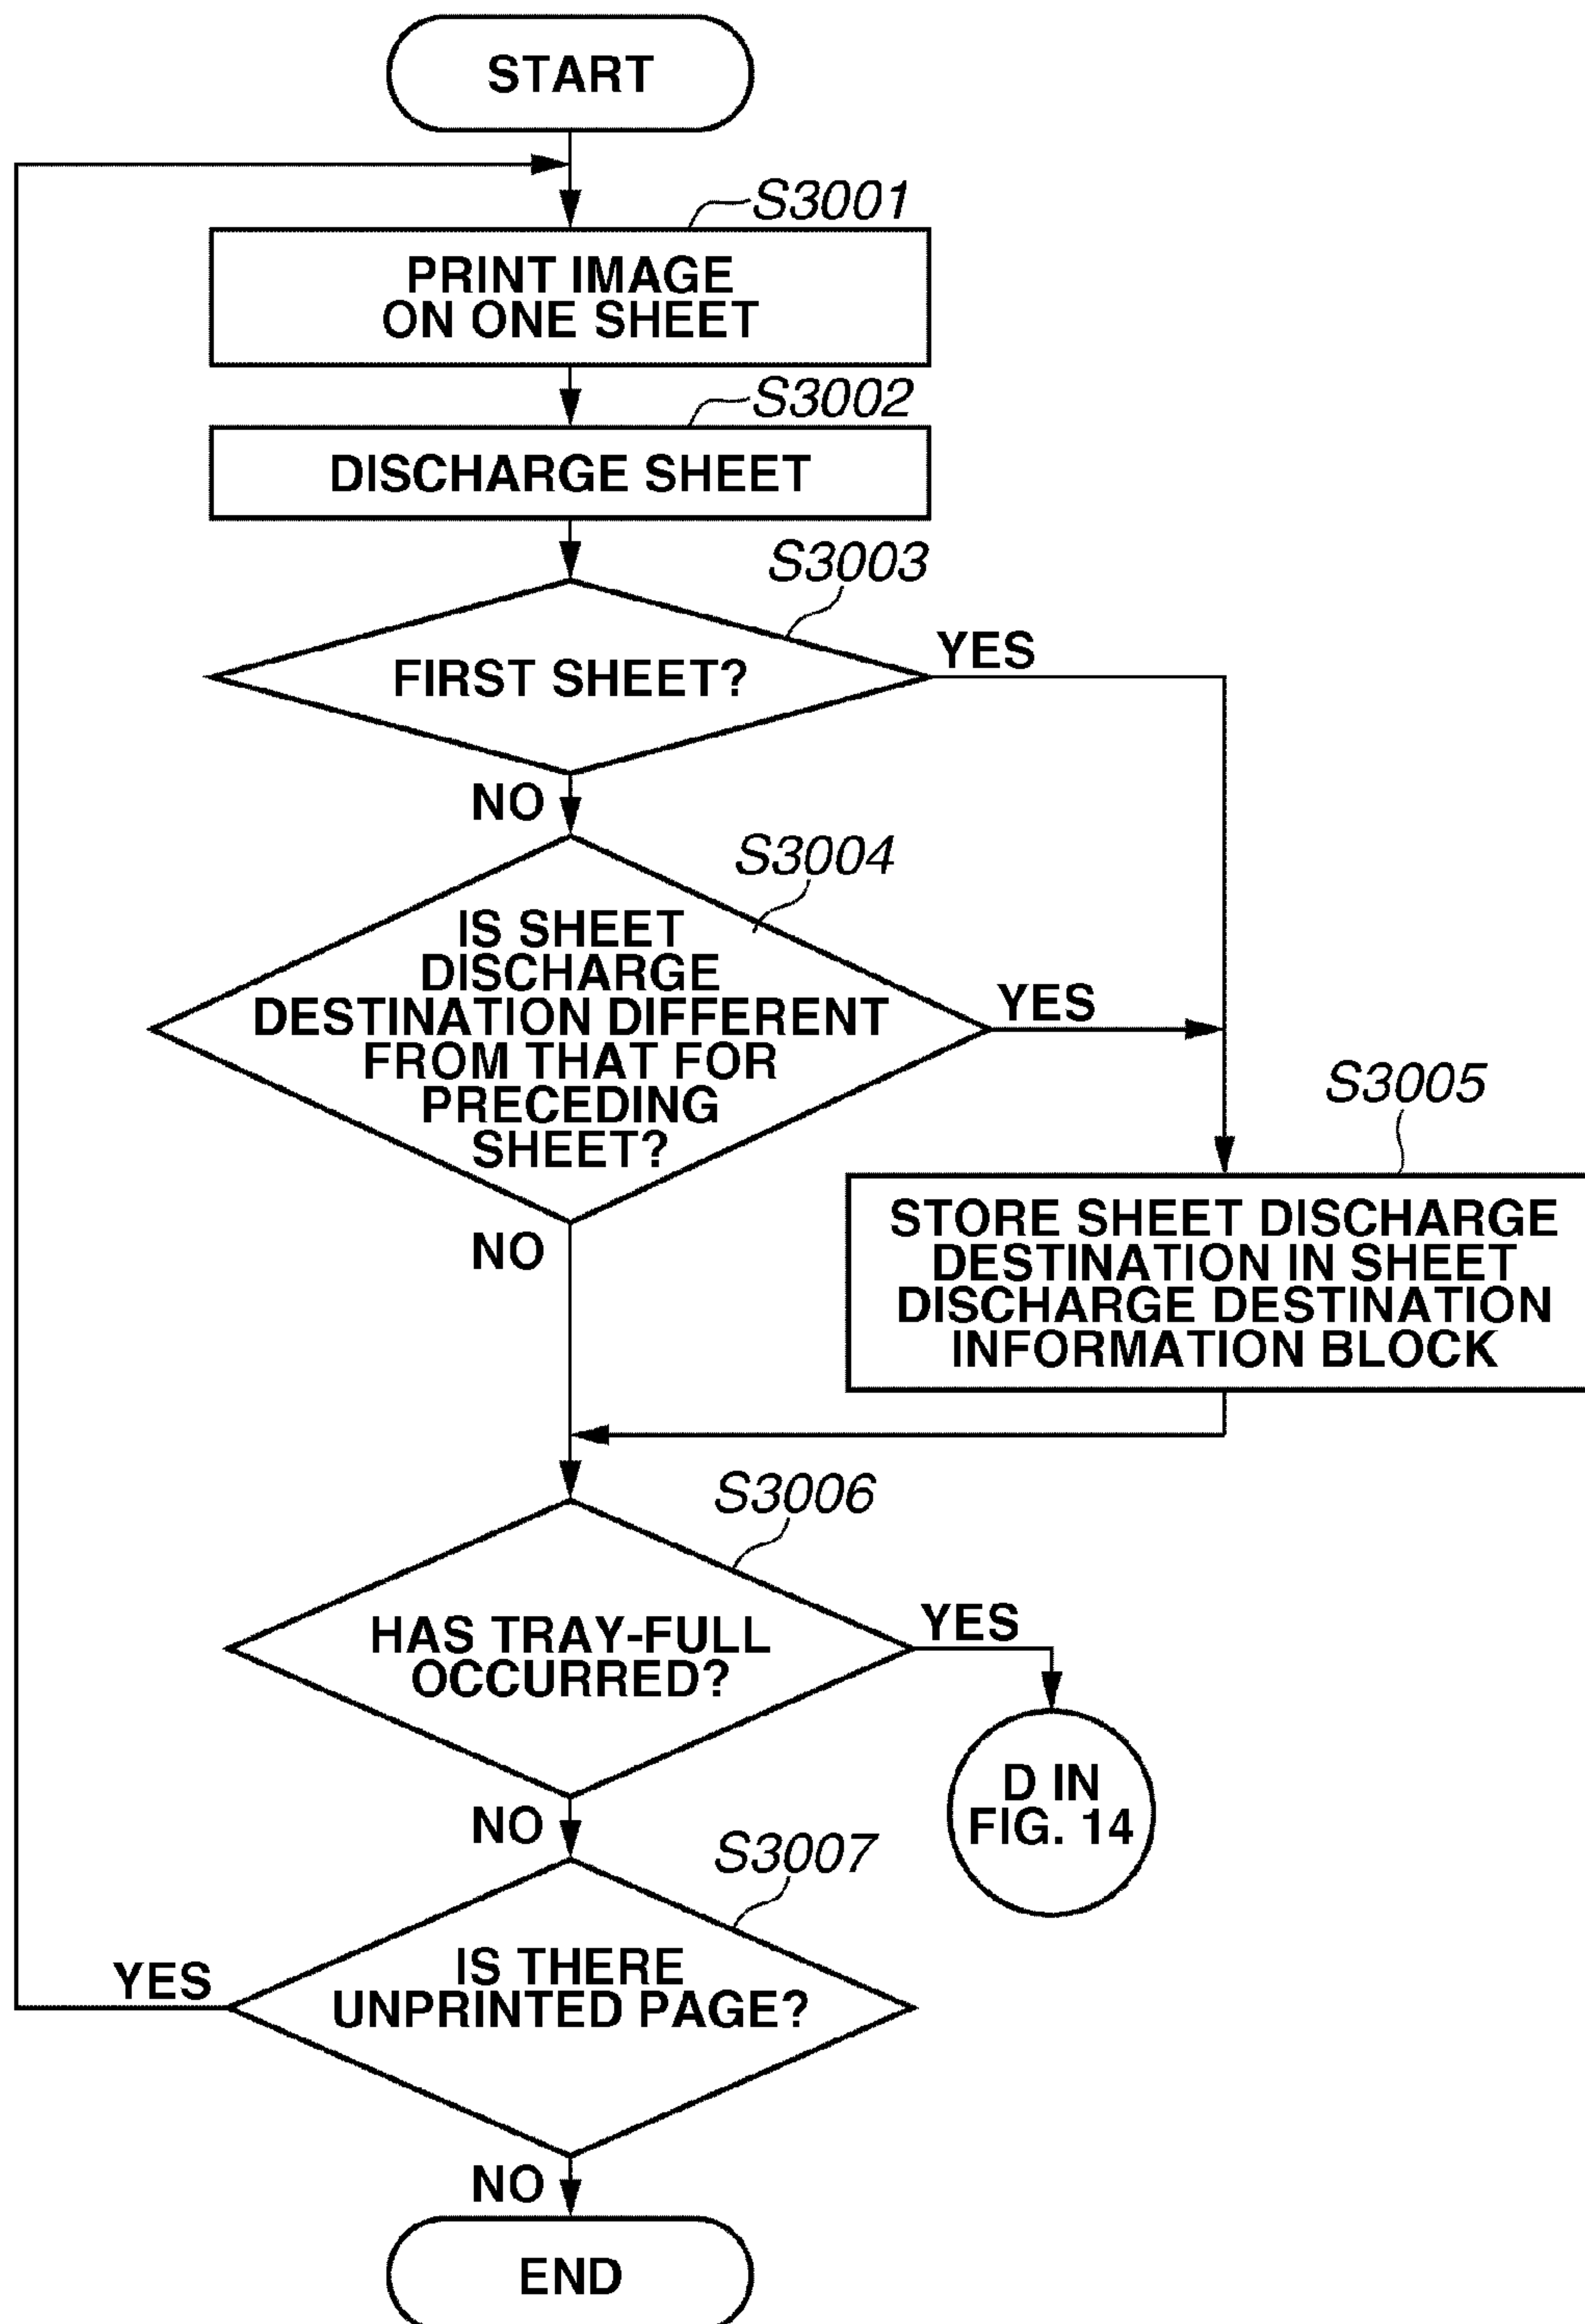 START
S3001
PRINT IMAGE
ON ONE SHEET
S3002
DISCHARGE SHEET
S3003
FIRST SHEET?
YES
NO
S3004
IS SHEET
DISCHARGE
DESTINATION DIFFERENT
FROM THAT FOR
PRECEDING
SHEET?
YES
NO
S3005
STORE SHEET DISCHARGE
DESTINATION IN SHEET
DISCHARGE DESTINATION
INFORMATION BLOCK
S3006
HAS TRAY-FULL
OCCURRED?
YES
D IN
FIG. 14
NO
S3007
IS THERE
UNPRINTED PAGE?
YES
NO
END